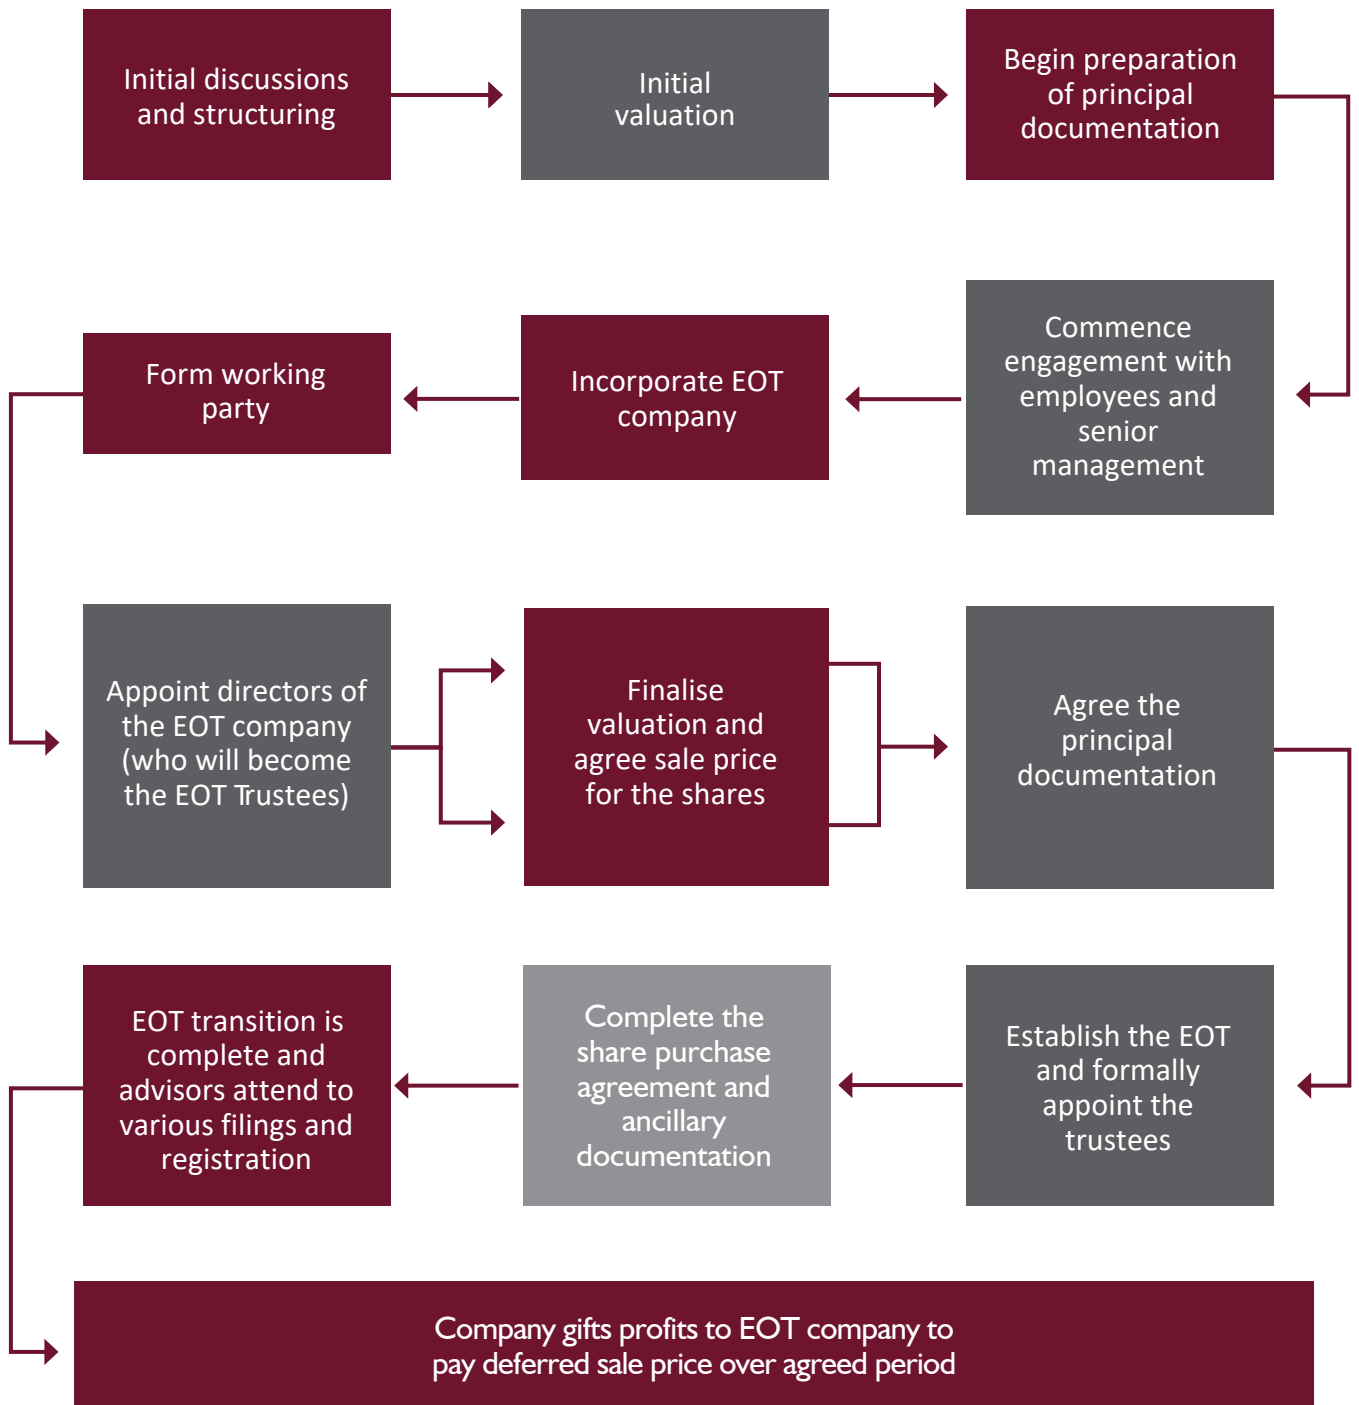 Initial discussions
and structuring
Initial
valuation
Begin preparation
of principal
documentation
Commence
engagement with
employees and
senior
management
Incorporate EOT
company
Form working
party
Appoint directors of
the EOT company
(who will become
the EOT Trustees)
Finalise
valuation and
agree sale price
for the shares
Agree the
principal
documentation
Establish the EOT
and formally
appoint the
trustees
Complete the
share purchase
agreement and
ancillary
documentation
EOT transition is
complete and
advisors attend to
various filings and
registration
Company gifts profits to EOT company to
pay deferred sale price over agreed period